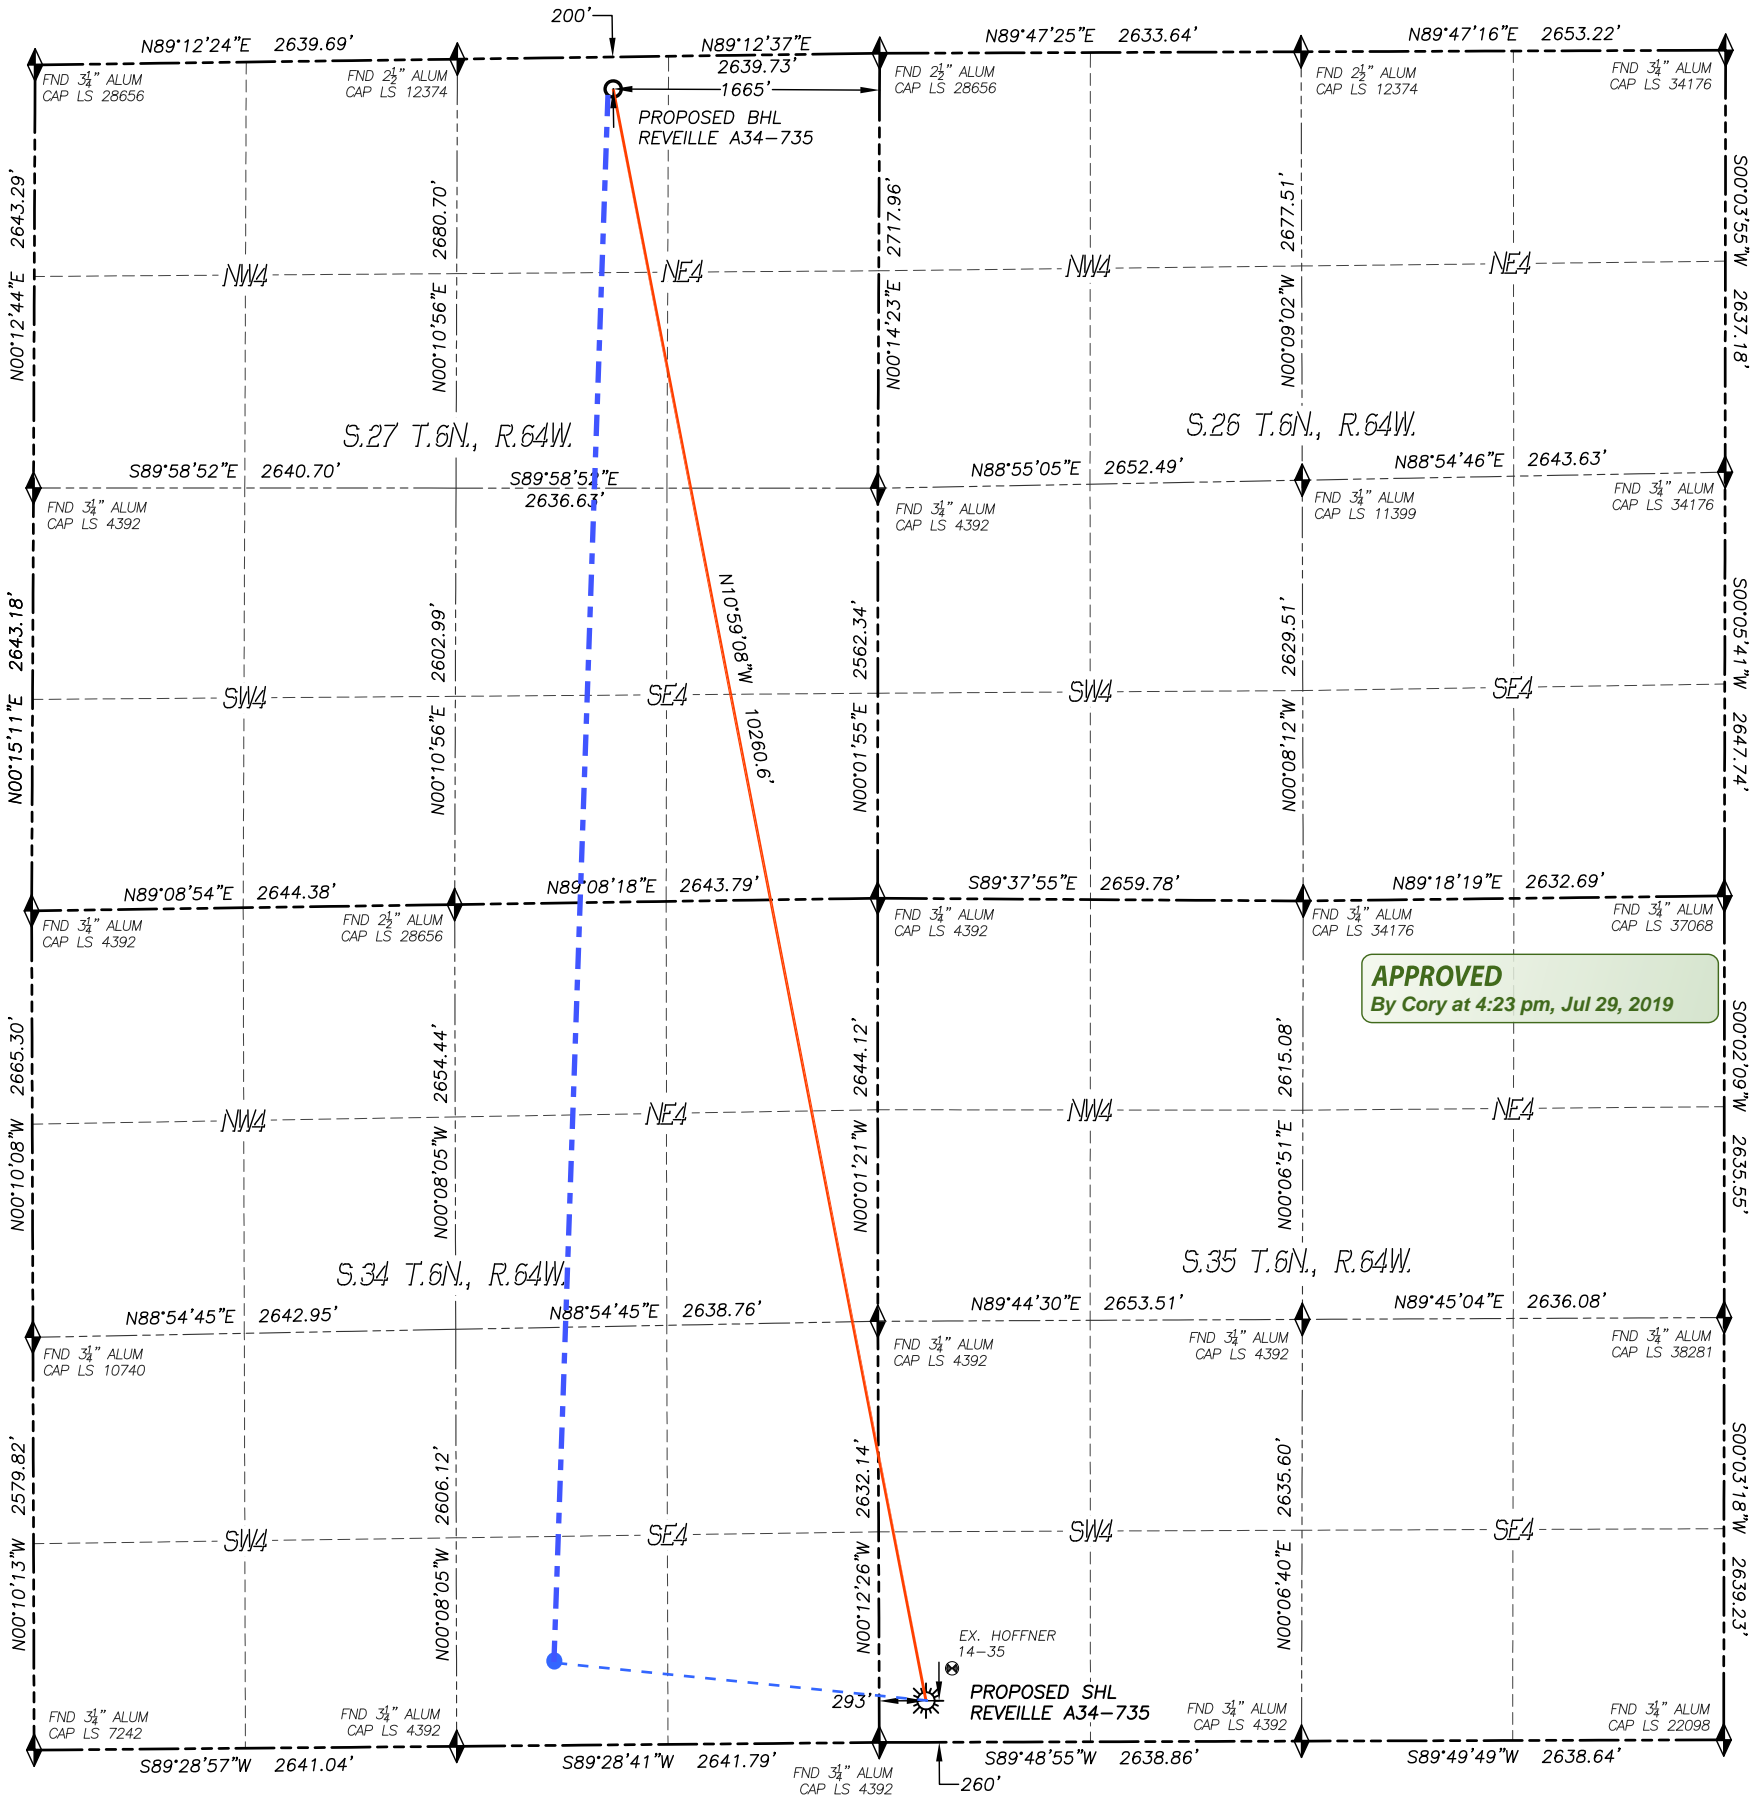 200'
N89°12'24"E 2639.69'
N89°12'37"E
2639.73'
N89°47'25"E 2633.64'
N89°47'16"E 2653.22'
FND 3¼" ALUM
CAP LS 28656
FND 2½" ALUM
CAP LS 12374
1665'
FND 2½" ALUM
CAP LS 28656
FND 2½" ALUM
CAP LS 12374
FND 3¼" ALUM
CAP LS 34176
PROPOSED BHL
REVEILLE A34-735
N00°12'44"E 2643.29'
N00°10'56"E 2680.70'
N00°14'23"E 2717.96'
N00°09'02"W 2677.51'
S00°03'55"W 2637.18'
NW4
NE4
NW4
NE4
S.27 T.6N., R.64W.
S.26 T.6N., R.64W.
S89°58'52"E 2640.70'
S89°58'52"E
2636.63'
N88°55'05"E 2652.49'
N88°54'46"E 2643.63'
FND 3¼" ALUM
CAP LS 4392
FND 3¼" ALUM
CAP LS 4392
FND 3¼" ALUM
CAP LS 11399
FND 3¼" ALUM
CAP LS 34176
N10°59'08"W 10260.6'
N00°15'11"E 2643.18'
N00°10'56"E 2602.99'
N00°01'55"E 2562.34'
N00°08'12"W 2629.51'
S00°05'41"W 2647.74'
SW4
SE4
SW4
SE4
N89°08'54"E 2644.38'
N89°08'18"E 2643.79'
S89°37'55"E 2659.78'
N89°18'19"E 2632.69'
FND 3¼" ALUM
CAP LS 4392
FND 2½" ALUM
CAP LS 28656
FND 3¼" ALUM
CAP LS 4392
FND 3¼" ALUM
CAP LS 34176
FND 3¼" ALUM
CAP LS 37068
APPROVED
By Cory at 4:23 pm, Jul 29, 2019
N00°10'08"W 2665.30'
N00°08'05"W 2654.44'
N00°01'21"W 2644.12'
N00°06'51"E 2615.08'
S00°02'09"W 2635.55'
NW4
NE4
NW4
NE4
S.34 T.6N., R.64W.
S.35 T.6N., R.64W.
N88°54'45"E 2642.95'
N88°54'45"E 2638.76'
N89°44'30"E 2653.51'
N89°45'04"E 2636.08'
FND 3¼" ALUM
CAP LS 10740
FND 3¼" ALUM
CAP LS 4392
FND 3¼" ALUM
CAP LS 4392
FND 3¼" ALUM
CAP LS 38281
N00°10'13"W 2579.82'
N00°08'05"W 2606.12'
N00°12'26"W 2632.14'
N00°06'40"E 2635.60'
S00°03'18"W 2639.23'
SW4
SE4
SW4
SE4
EX. HOFFNER
14-35
293'
PROPOSED SHL
REVEILLE A34-735
FND 3¼" ALUM
CAP LS 7242
FND 3¼" ALUM
CAP LS 4392
FND 3¼" ALUM
CAP LS 4392
FND 3¼" ALUM
CAP LS 22098
S89°28'57"W 2641.04'
S89°28'41"W 2641.79'
S89°48'55"W 2638.86'
S89°49'49"W 2638.64'
FND 3¼" ALUM
CAP LS 4392
260'